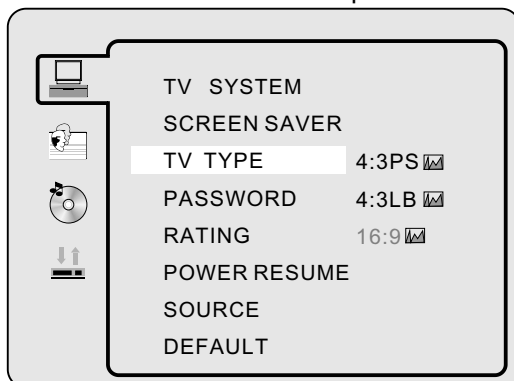 TV SYSTEM
SCREEN SAVER
TV TYPE 4:3PS
PASSWORD 4:3LB
RATING 16:9
POWER RESUME
SOURCE
DEFAULT